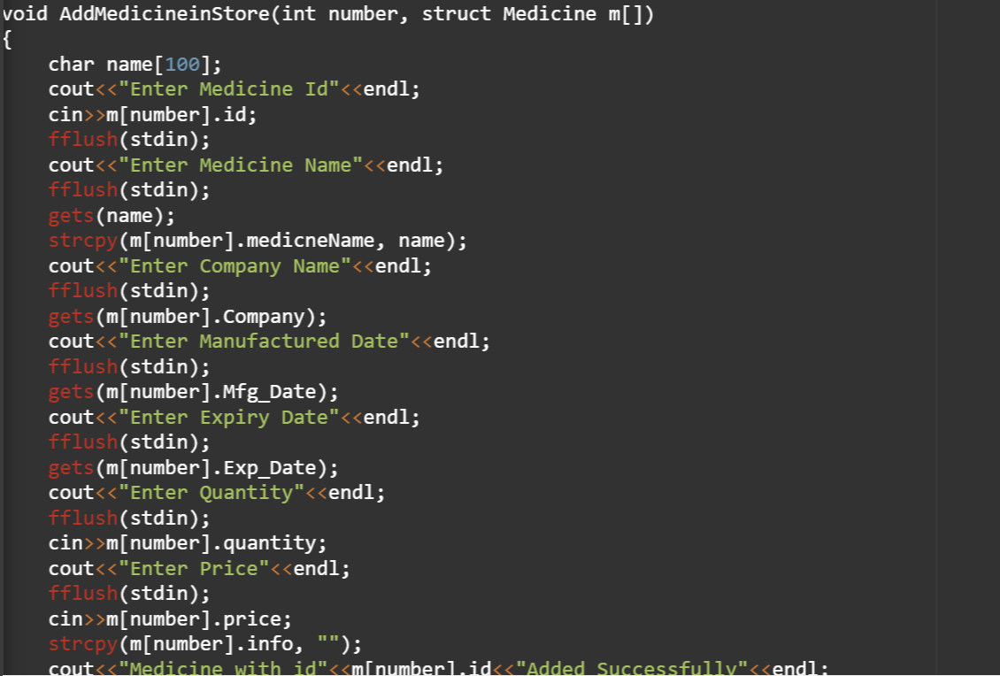 void AddMedicineinStore(int number, struct Medicine m[])
{
    char name[100];
    cout<<"Enter Medicine Id"<<endl;
    cin>>m[number].id;
    fflush(stdin);
    cout<<"Enter Medicine Name"<<endl;
    fflush(stdin);
    gets(name);
    strcpy(m[number].medicneName, name);
    cout<<"Enter Company Name"<<endl;
    fflush(stdin);
    gets(m[number].Company);
    cout<<"Enter Manufactured Date"<<endl;
    fflush(stdin);
    gets(m[number].Mfg_Date);
    cout<<"Enter Expiry Date"<<endl;
    fflush(stdin);
    gets(m[number].Exp_Date);
    cout<<"Enter Quantity"<<endl;
    fflush(stdin);
    cin>>m[number].quantity;
    cout<<"Enter Price"<<endl;
    fflush(stdin);
    cin>>m[number].price;
    strcpy(m[number].info, "");
    cout<<"Medicine with id"<<m[number].id<<"Added Successfully"<<endl;